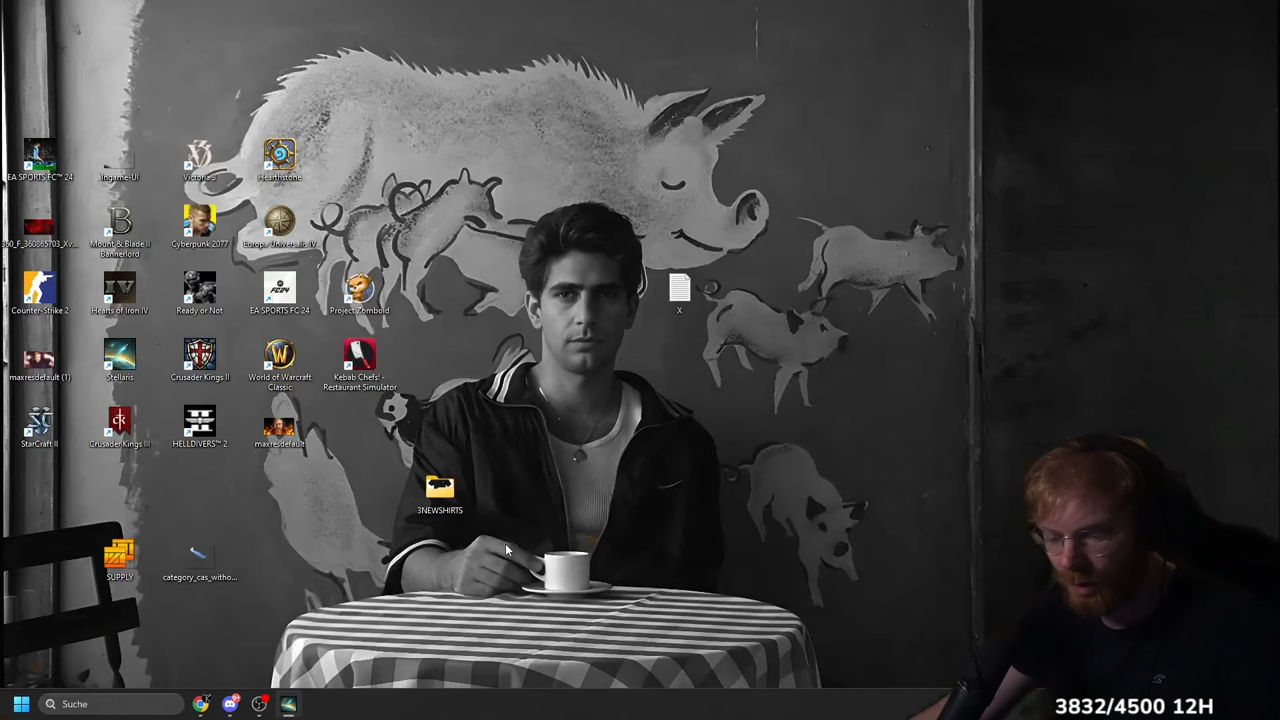 EA SPORTS FC™ 24
Ingame-UI
Victoria 3
Hearthstone
360_F_360865703_Xv...
Mount & Blade II
Bannerlord
Cyberpunk 2077
Europa Universalis IV
Counter-Strike 2
Hearts of Iron IV
Ready or Not
EA SPORTS FC 24
Project Zomboid
X
maxresdefault (1)
Stellaris
Crusader Kings II
World of Warcraft
Classic
Kebab Chefs! -
Restaurant Simulator
StarCraft II
Crusader Kings III
HELLDIVERS™ 2
maxresdefault
3NEWSHIRTS
SUPPLY
category_cas_witho...
Suche
3832/4500 12H